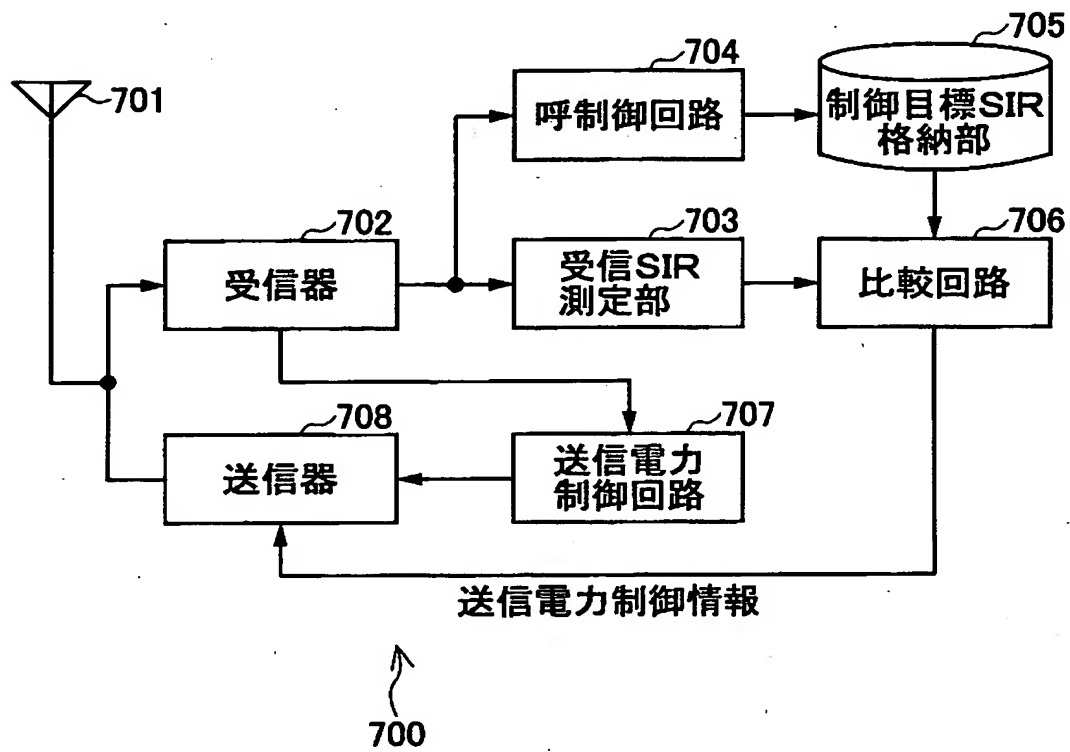 705
704
701
呼制御回路
制御目標SIR
格納部
702
703
706
受信器
受信SIR
測定部
比較回路
708
707
送信器
送信電力
制御回路
送信電力制御情報
700